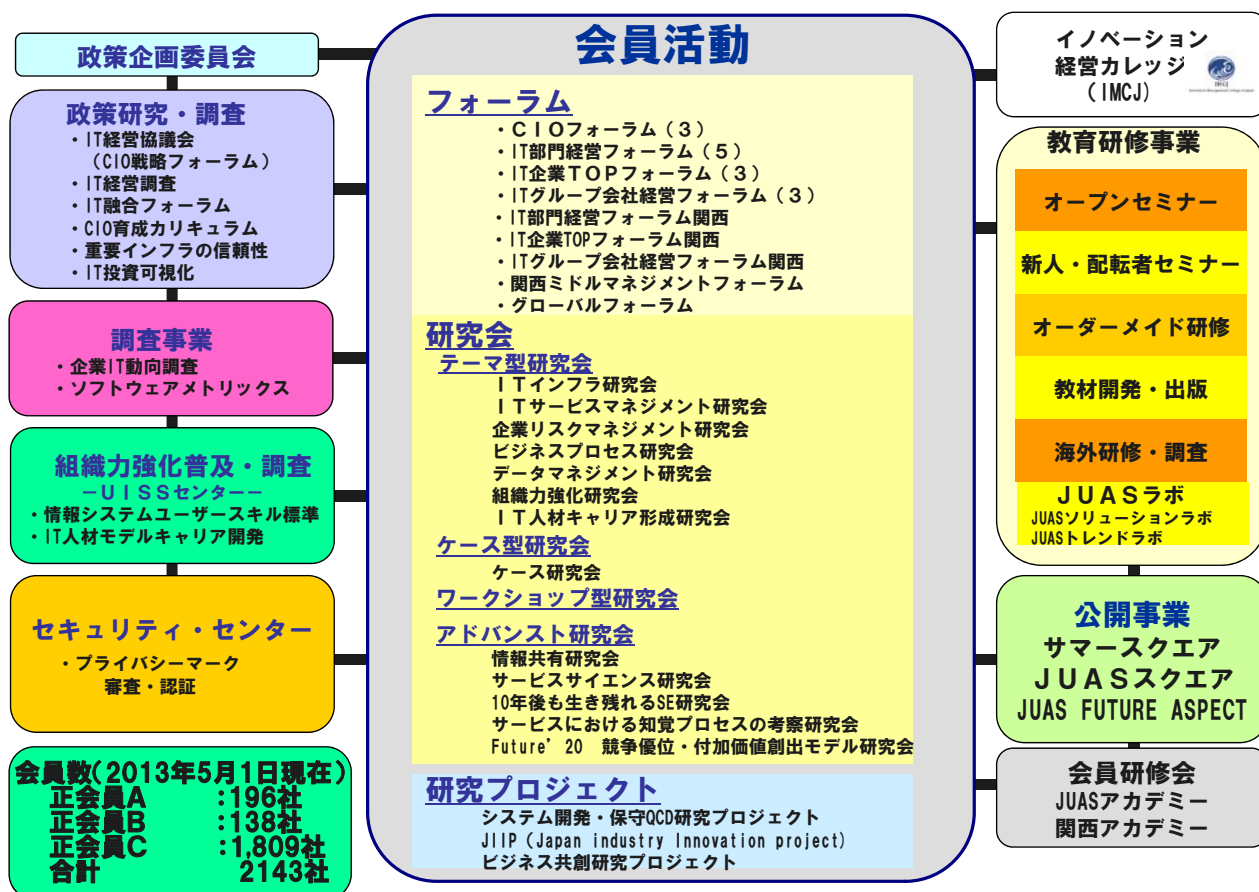 政策企画委員会
政策研究・調査
・IT経営協議会
(CIO戦略フォーラム)
・IT経営調査
・IT融合フォーラム
・CIO育成カリキュラム
・重要インフラの信頼性
・IT投資可視化
調査事業
・企業IT動向調査
・ソフトウェアメトリックス
組織力強化普及・調査
－UISSセンター－
・情報システムユーザースキル標準
・IT人材モデルキャリア開発
セキュリティ・センター
・プライバシーマーク
審査・認証
会員数(2013年5月1日現在)
正会員A :196社
正会員B :138社
正会員C :1,809社
合計 2143社
会員活動
フォーラム
・CIOフォーラム(3)
・IT部門経営フォーラム(5)
・IT企業TOPフォーラム(3)
・ITグループ会社経営フォーラム(3)
・IT部門経営フォーラム関西
・IT企業TOPフォーラム関西
・ITグループ会社経営フォーラム関西
・関西ミドルマネジメントフォーラム
・グローバルフォーラム
研究会
テーマ型研究会
ITインフラ研究会
ITサービスマネジメント研究会
企業リスクマネジメント研究会
ビジネスプロセス研究会
データマネジメント研究会
組織力強化研究会
IT人材キャリア形成研究会
ケース型研究会
ケース研究会
ワークショップ型研究会
アドバンスト研究会
情報共有研究会
サービスサイエンス研究会
10年後も生き残れるSE研究会
サービスにおける知覚プロセスの考察研究会
Future'20 競争優位・付加価値創出モデル研究会
研究プロジェクト
システム開発・保守QCD研究プロジェクト
JIIP(Japan industry Innovation project)
ビジネス共創研究プロジェクト
イノベーション
経営カレッジ
(IMCJ)
IMCJ
教育研修事業
オープンセミナー
新人・配転者セミナー
オーダーメイド研修
教材開発・出版
海外研修・調査
JUASラボ
JUASソリューションラボ
JUASトレンドラボ
公開事業
サマースクエア
JUASスクエア
JUAS FUTURE ASPECT
会員研修会
JUASアカデミー
関西アカデミー